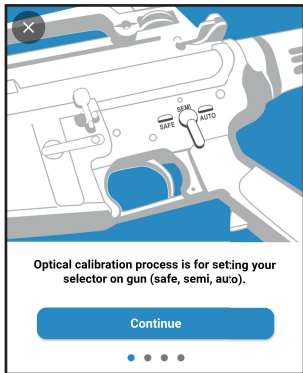 SEMI
SAFE
AUTO
Optical calibration process is for setting your
selector on gun (safe, semi, auto).
Continue